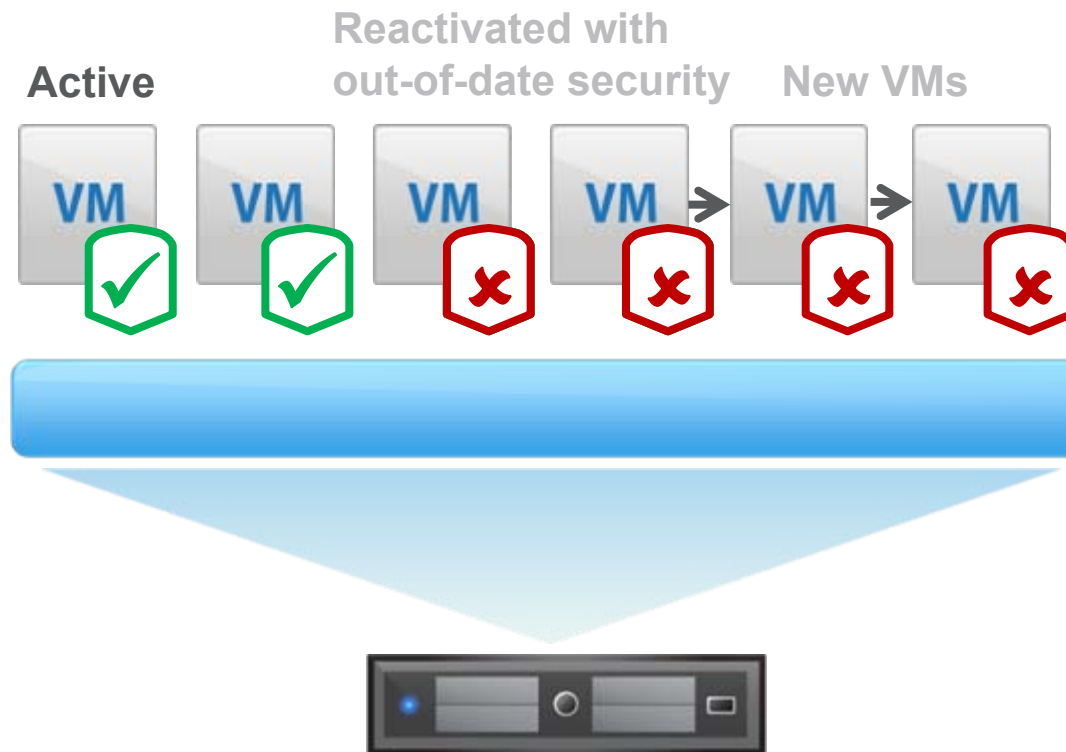 Reactivated with
out-of-date security
Active
New VMs
VM VM VM VM VM VM